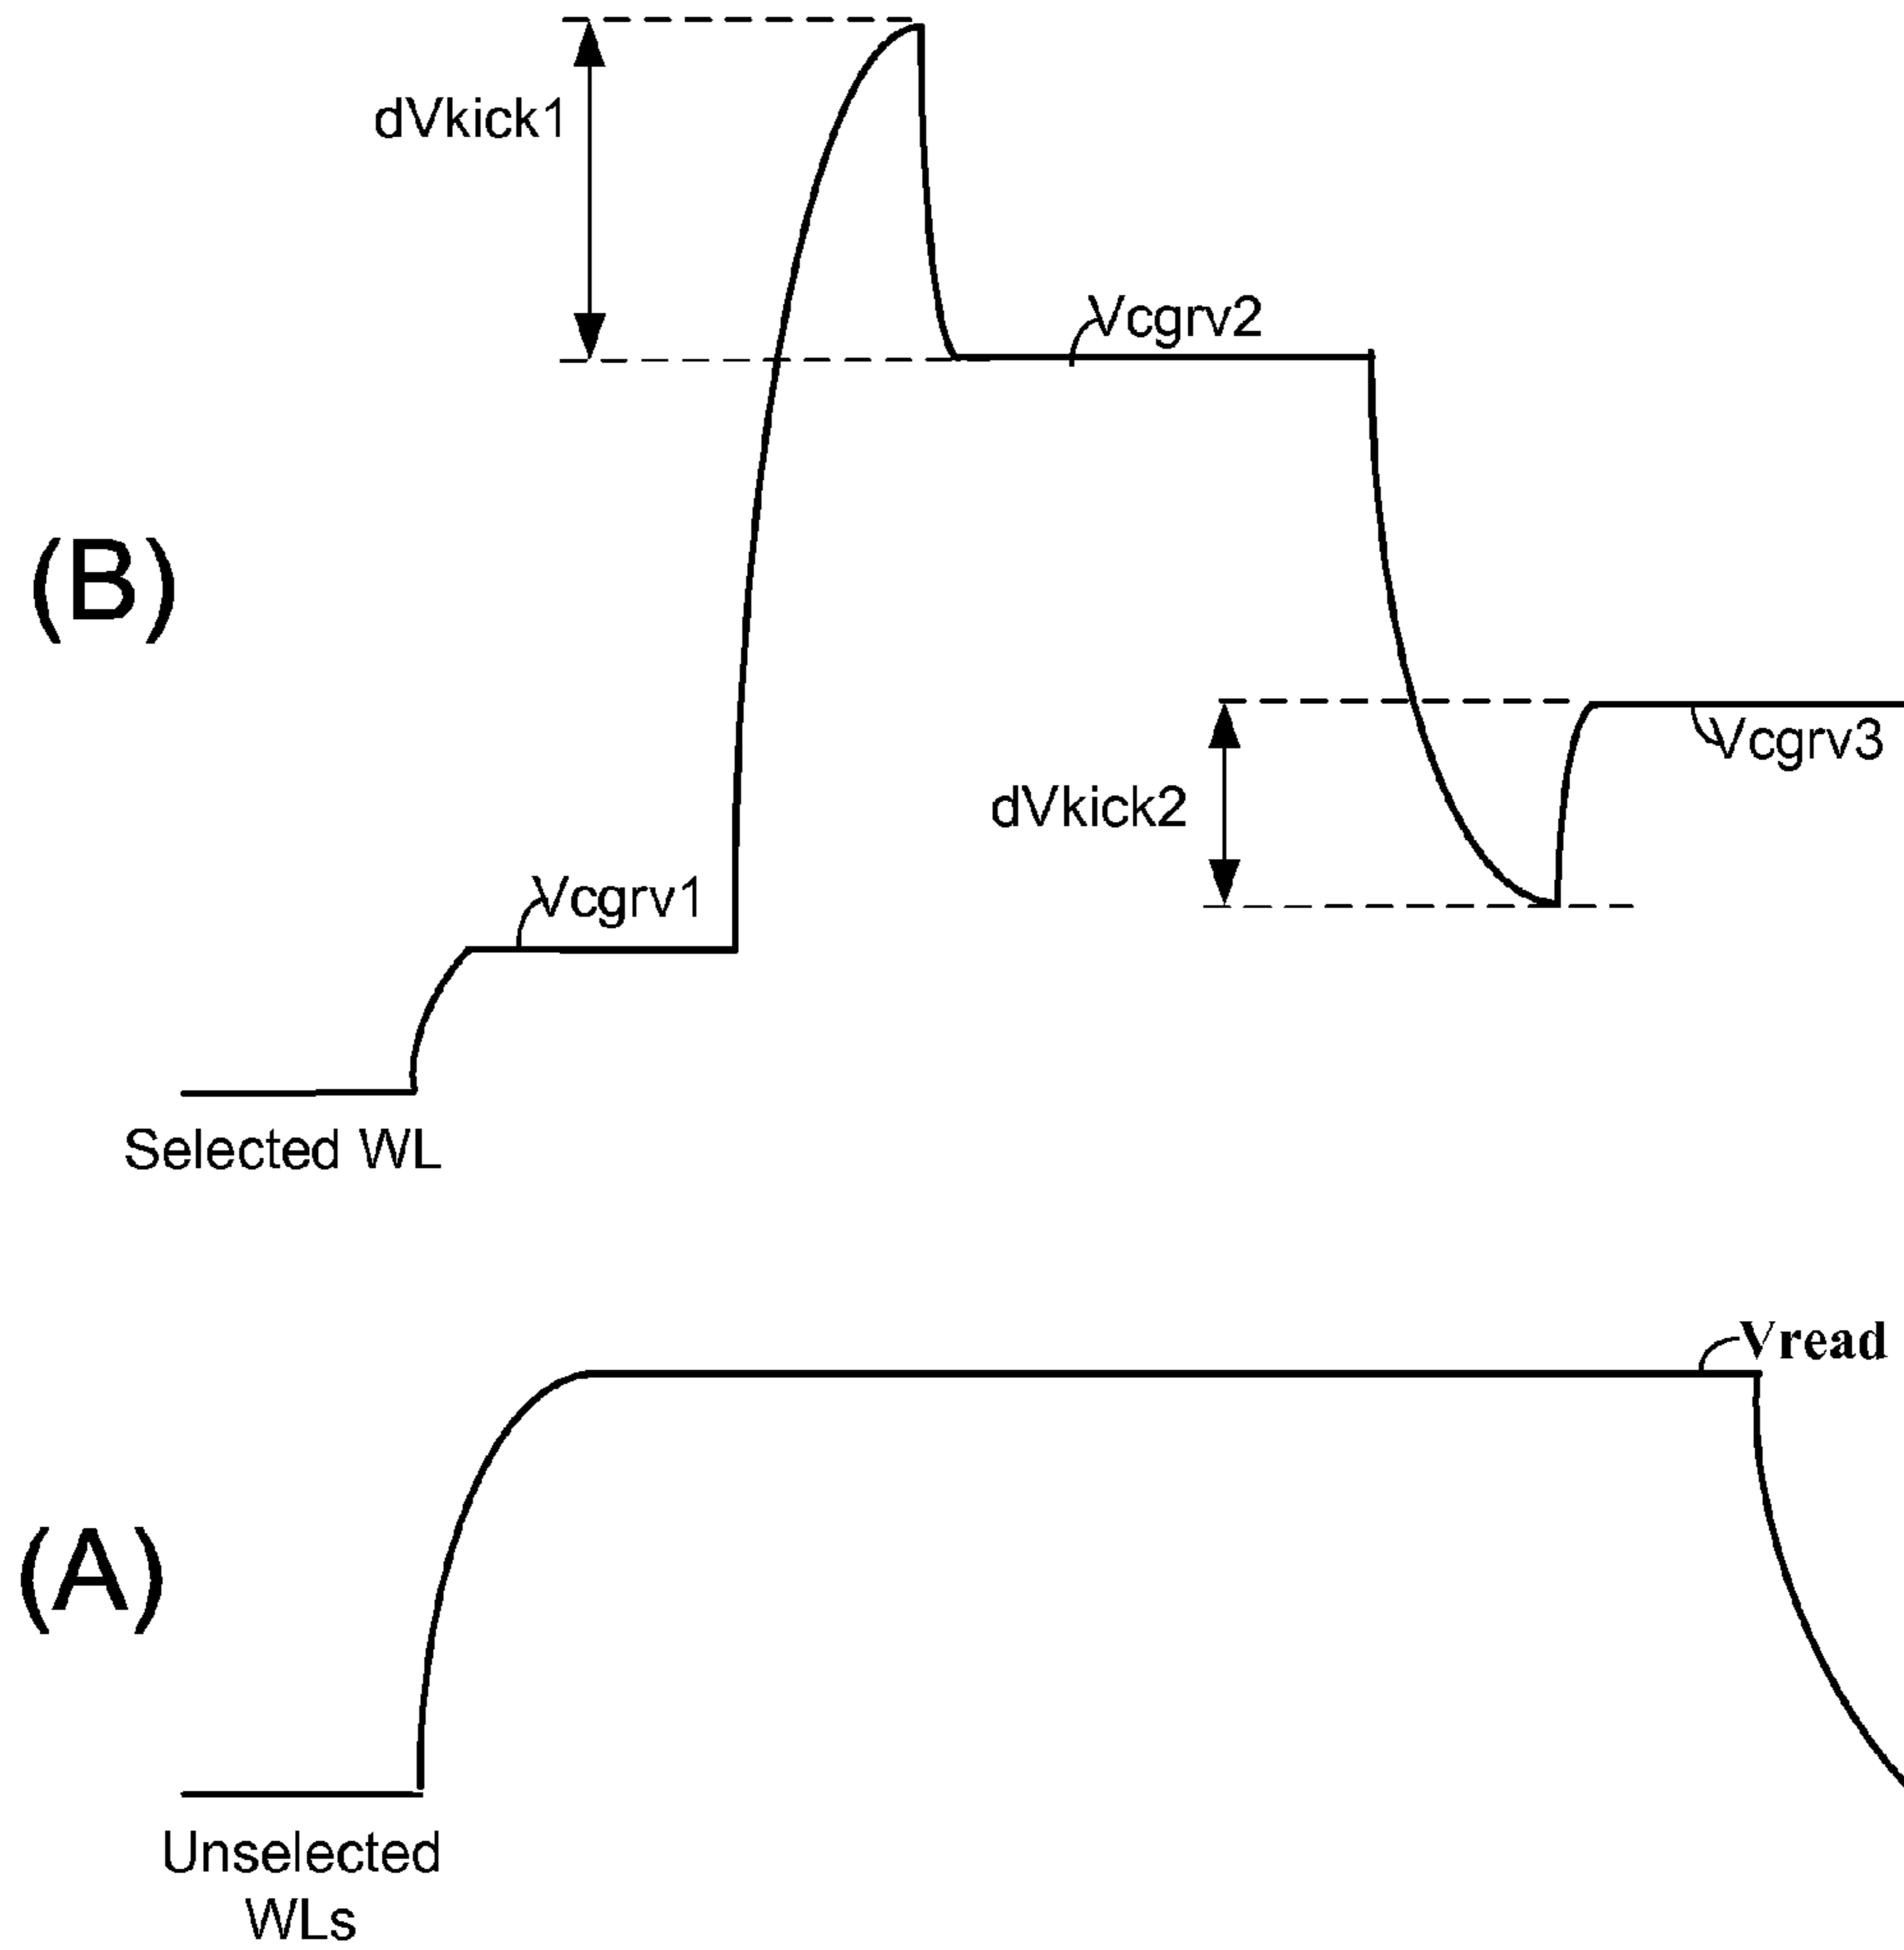 dVkick1
Vcgrv2
(B)
Vcgrv3
dVkick2
Vcgrv1
Selected WL
Vread
(A)
Unselected
WLs